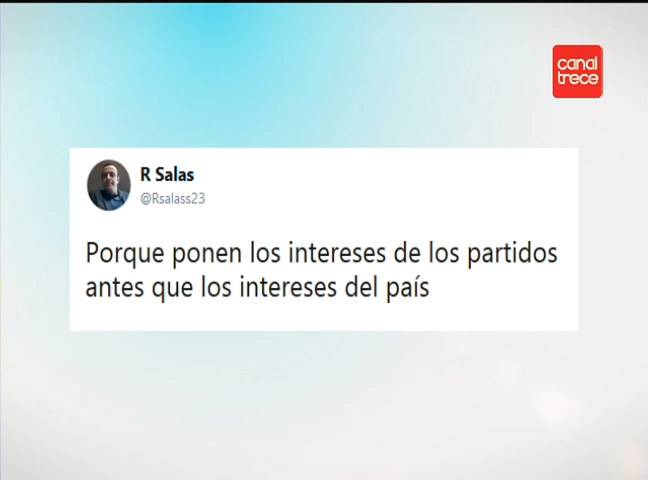 canal
trece
R Salas
@Rsalass23
Porque ponen los intereses de los partidos
antes que los intereses del país